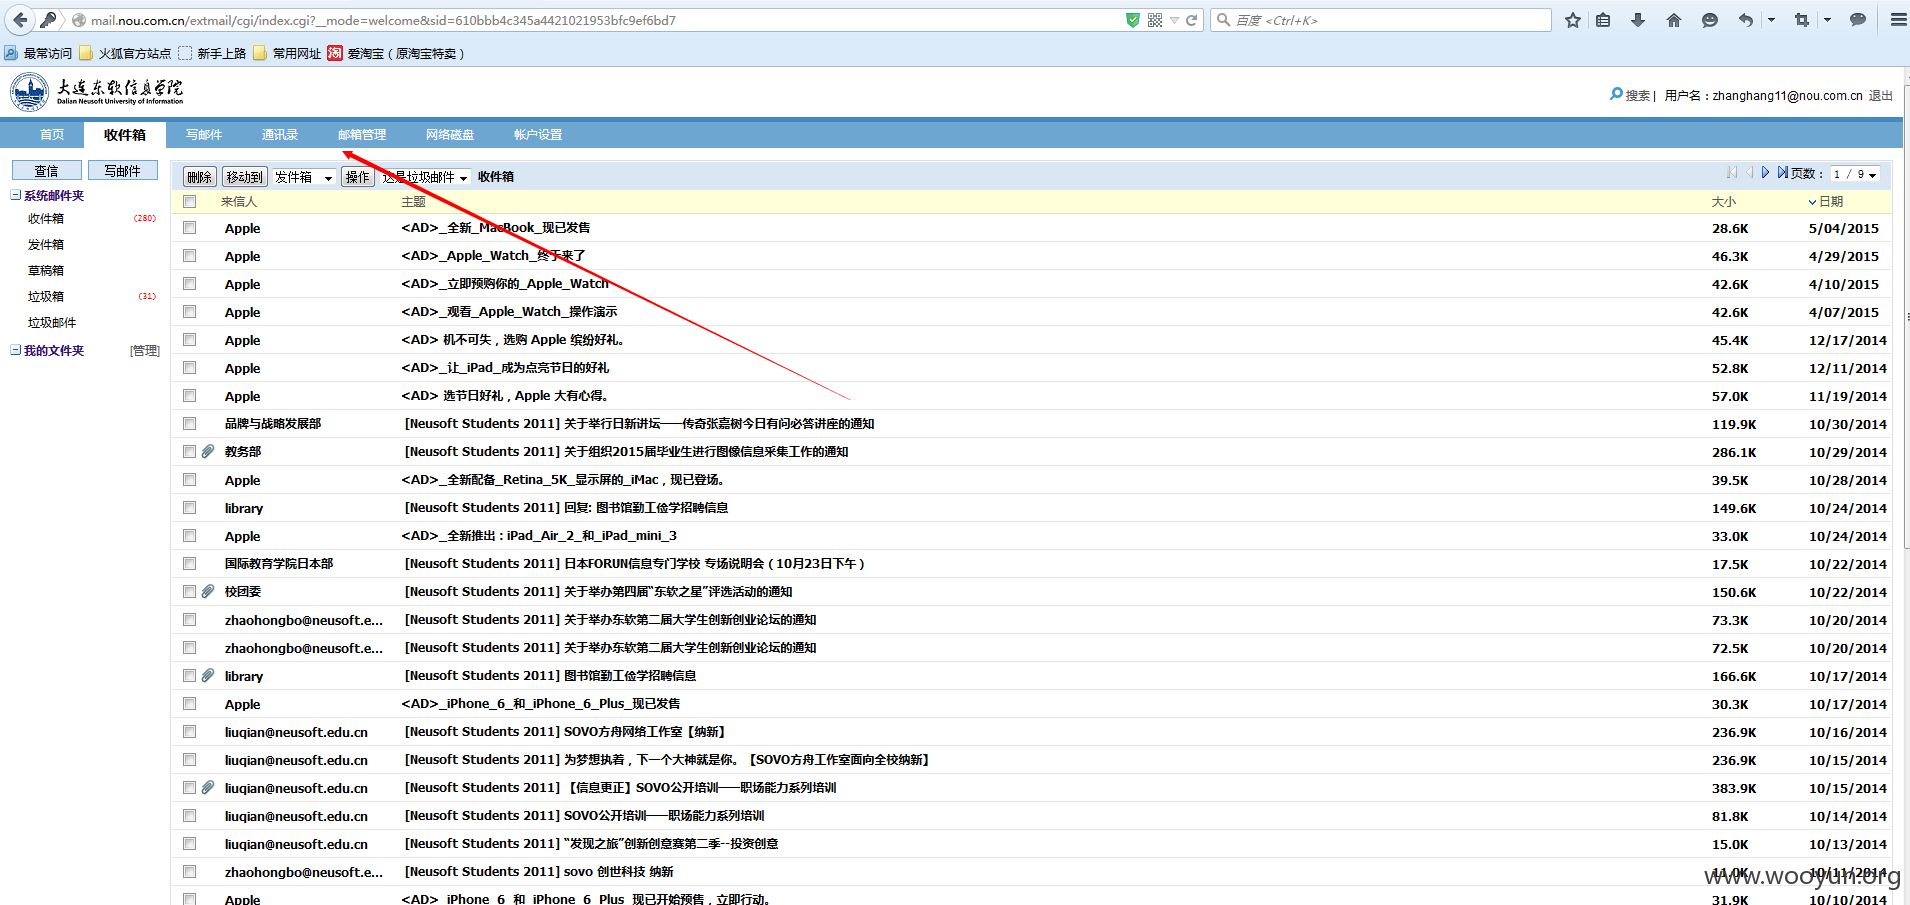 mail.nou.com.cn/extmail/cgi/index.cgi?__mode=welcome&sid=610bbb4c345a4421021953bfc9ef6bd7
百度 <Ctrl+K>
最常访问 火狐官方站点 新手上路 常用网址 淘 爱淘宝（原淘宝特卖）
大连东软信息学院
Dalian Neusoft University of Information
搜索 | 用户名：zhanghang11@nou.com.cn 退出
首页 收件箱 写邮件 通讯录 邮箱管理 网络磁盘 帐户设置
查信 写邮件
系统邮件夹
收件箱 (280)
发件箱
草稿箱
垃圾箱 (31)
垃圾邮件
我的文件夹 [管理]
删除 移动到 发件箱 操作 这是垃圾邮件 收件箱 页数： 1 / 9
来信人 主题 大小 日期
Apple <AD>_全新_MacBook_现已发售 28.6K 5/04/2015
Apple <AD>_Apple_Watch_终于来了 46.3K 4/29/2015
Apple <AD>_立即预购你的_Apple_Watch 42.6K 4/10/2015
Apple <AD>_观看_Apple_Watch_操作演示 42.6K 4/07/2015
Apple <AD> 机不可失，选购 Apple 缤纷好礼。 45.4K 12/17/2014
Apple <AD>_让_iPad_成为点亮节日的好礼 52.8K 12/11/2014
Apple <AD> 选节日好礼，Apple 大有心得。 57.0K 11/19/2014
品牌与战略发展部 [Neusoft Students 2011] 关于举行日新讲坛——传奇张嘉树今日有问必答讲座的通知 119.9K 10/30/2014
教务部 [Neusoft Students 2011] 关于组织2015届毕业生进行图像信息采集工作的通知 286.1K 10/29/2014
Apple <AD>_全新配备_Retina_5K_显示屏的_iMac，现已登场。 39.5K 10/28/2014
library [Neusoft Students 2011] 回复: 图书馆勤工俭学招聘信息 149.6K 10/24/2014
Apple <AD>_全新推出：iPad_Air_2_和_iPad_mini_3 33.0K 10/24/2014
国际教育学院日本部 [Neusoft Students 2011] 日本FORUN信息专门学校 专场说明会（10月23日下午） 17.5K 10/22/2014
校团委 [Neusoft Students 2011] 关于举办第四届“东软之星”评选活动的通知 150.6K 10/22/2014
zhaohongbo@neusoft.e... [Neusoft Students 2011] 关于举办东软第二届大学生创新创业论坛的通知 73.3K 10/20/2014
zhaohongbo@neusoft.e... [Neusoft Students 2011] 关于举办东软第二届大学生创新创业论坛的通知 72.5K 10/20/2014
library [Neusoft Students 2011] 图书馆勤工俭学招聘信息 166.6K 10/17/2014
Apple <AD>_iPhone_6_和_iPhone_6_Plus_现已发售 30.3K 10/17/2014
liuqian@neusoft.edu.cn [Neusoft Students 2011] SOVO方舟网络工作室【纳新】 236.9K 10/16/2014
liuqian@neusoft.edu.cn [Neusoft Students 2011] 为梦想执着，下一个大神就是你。【SOVO方舟工作室面向全校纳新】 236.9K 10/15/2014
liuqian@neusoft.edu.cn [Neusoft Students 2011] 【信息更正】SOVO公开培训——职场能力系列培训 383.9K 10/15/2014
liuqian@neusoft.edu.cn [Neusoft Students 2011] SOVO公开培训——职场能力系列培训 81.8K 10/14/2014
liuqian@neusoft.edu.cn [Neusoft Students 2011] “发现之旅”创新创意赛第二季--投资创意 15.0K 10/13/2014
zhaohongbo@neusoft.e... [Neusoft Students 2011] sovo 创世科技 纳新 11.0K 10/11/2014
www.wooyun.org
Apple <AD>_iPhone_6_和_iPhone_6_Plus_现已开始预售，立即行动。 31.9K 10/10/2014